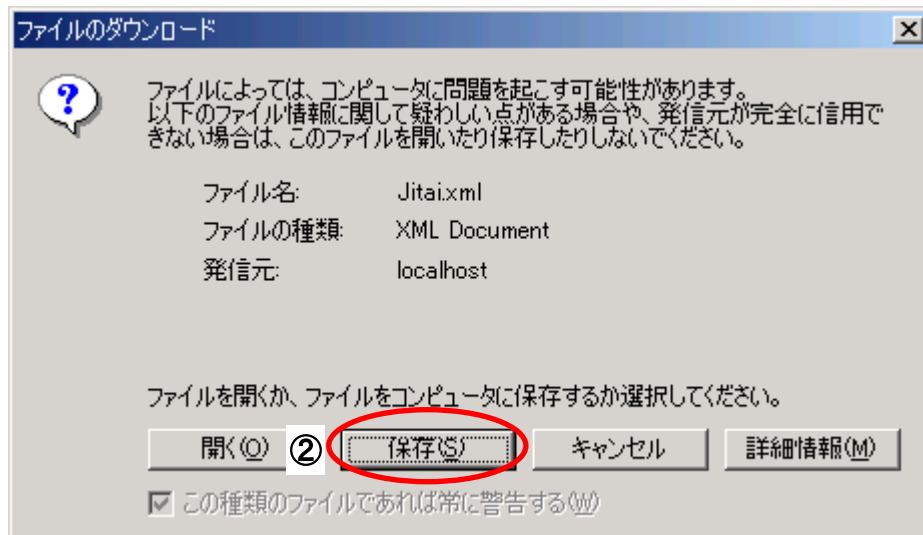 ファイルのダウンロード
ファイルによっては、コンピュータに問題を起こす可能性があります。
以下のファイル情報に関して疑わしい点がある場合や、発信元が完全に信用で
きない場合は、このファイルを開いたり保存したりしないでください。
ファイル名: Jitai.xml
ファイルの種類: XML Document
発信元: localhost
ファイルを開くか、ファイルをコンピュータに保存するか選択してください。
開く(O) ② 保存(S) キャンセル 詳細情報(M)
この種類のファイルであれば常に警告する(W)